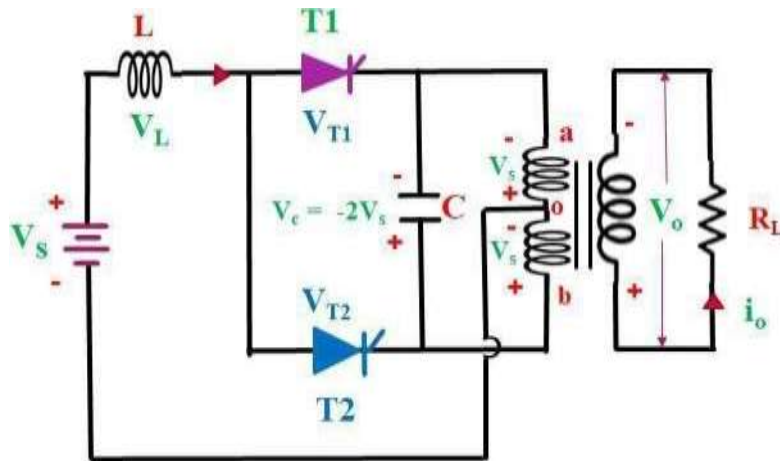 T1
L
V_L
V_T1
- a -
V_s
+ o
V_c = -2V_s
-
+
C
-
V_s
+ b +
V_o
R_L
i_o
+
V_s
-
V_T2
T2